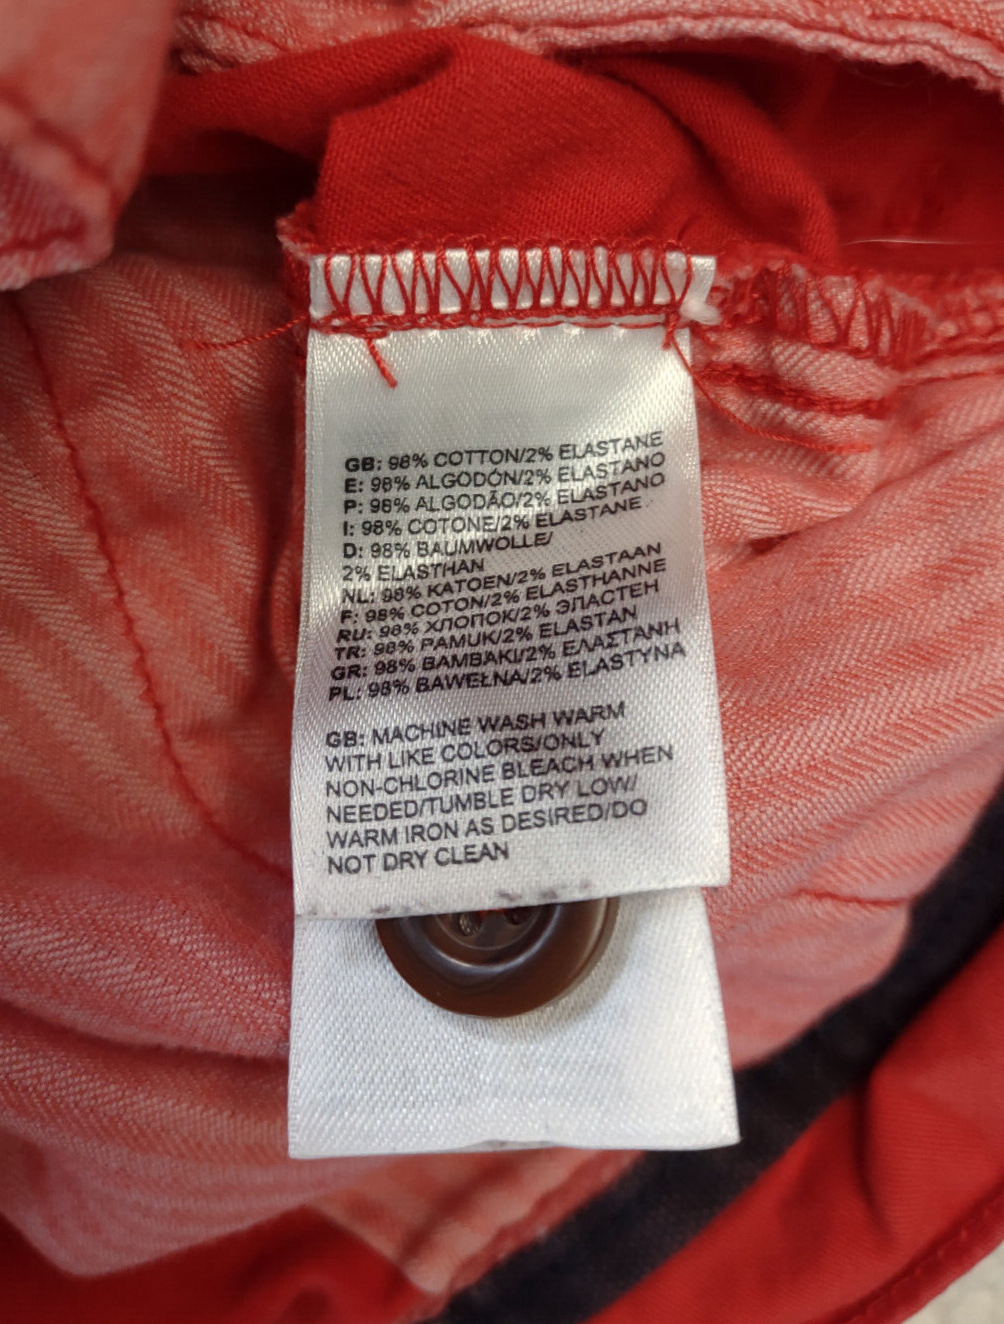 GB: 98% COTTON/2% ELASTANE
E: 98% ALGODÓN/2% ELASTANO
P: 98% ALGODÃO/2% ELASTANO
I: 98% COTONE/2% ELASTANE
D: 98% BAUMWOLLE/
2% ELASTHAN
NL: 98% KATOEN/2% ELASTAAN
F: 98% COTON/2% ELASTHANNE
RU: 98% ХЛОПОК/2% ЭЛАСТЕН
TR: 98% PAMUK/2% ELASTAN
GR: 98% ΒΑΜΒΑΚΙ/2% ΕΛΑΣΤΑΝΗ
PL: 98% BAWEŁNA/2% ELASTYNA
GB: MACHINE WASH WARM
WITH LIKE COLORS/ONLY
NON-CHLORINE BLEACH WHEN
NEEDED/TUMBLE DRY LOW/
WARM IRON AS DESIRED/DO
NOT DRY CLEAN